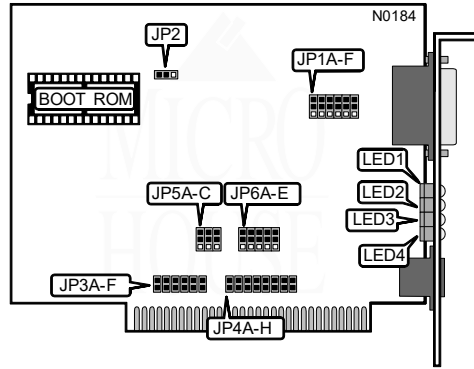 N0184
JP2
JP1A-F
BOOT ROM
LED1
LED2
LED3
LED4
JP5A-C
JP6A-E
JP3A-F
JP4A-H
MICRO
HOUSE